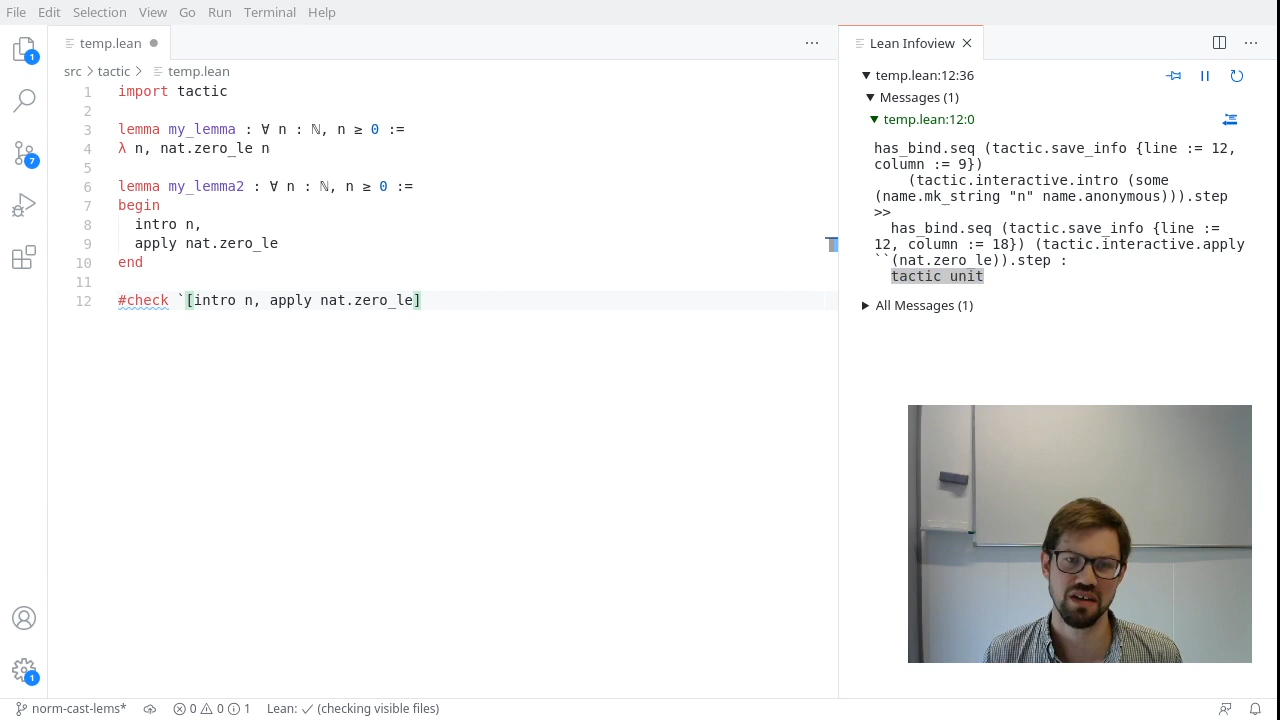 File Edit Selection View Go Run Terminal Help
temp.lean
Lean Infoview
src > tactic > temp.lean
1 import tactic
2
3 lemma my_lemma : ∀ n : ℕ, n ≥ 0 :=
4 λ n, nat.zero_le n
5
6 lemma my_lemma2 : ∀ n : ℕ, n ≥ 0 :=
7 begin
8   intro n,
9   apply nat.zero_le
10 end
11
12 #check `[intro n, apply nat.zero_le]
temp.lean:12:36
Messages (1)
temp.lean:12:0
has_bind.seq (tactic.save_info {line := 12,
column := 9})
    (tactic.interactive.intro (some
(name.mk_string "n" name.anonymous))).step
>>
  has_bind.seq (tactic.save_info {line :=
12, column := 18}) (tactic.interactive.apply
``(nat.zero_le)).step :
  tactic unit
All Messages (1)
1
7
1
norm-cast-lems* 0 0 1 Lean: ✓ (checking visible files)